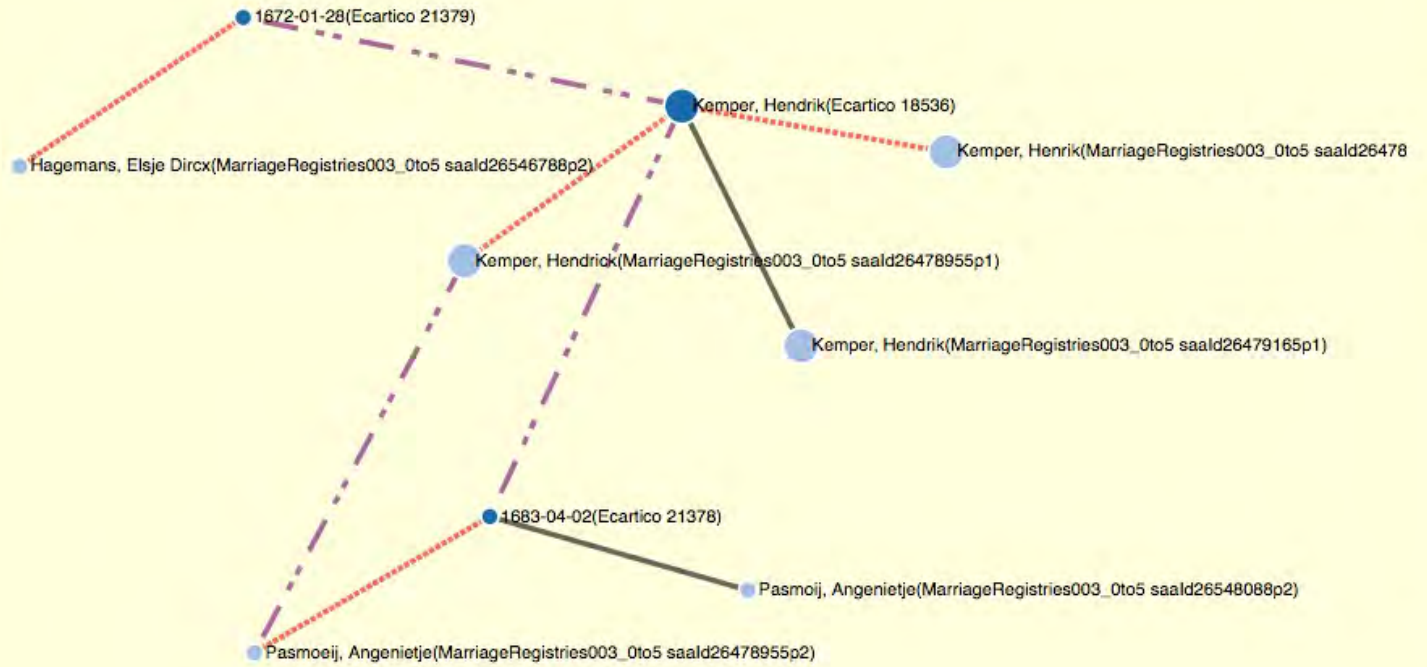 1672-01-28(Ecartico 21379)
Kemper, Hendrik(Ecartico 18536)
Kemper, Henrik(MarriageRegistries003_0to5 saaId26478
Hagemans, Elsje Dircx(MarriageRegistries003_0to5 saaId26546788p2)
Kemper, Hendrick(MarriageRegistries003_0to5 saaId26478955p1)
Kemper, Hendrik(MarriageRegistries003_0to5 saaId26479165p1)
1683-04-02(Ecartico 21378)
Pasmoij, Angenietje(MarriageRegistries003_0to5 saaId26548088p2)
Pasmoeij, Angenietje(MarriageRegistries003_0to5 saaId26478955p2)